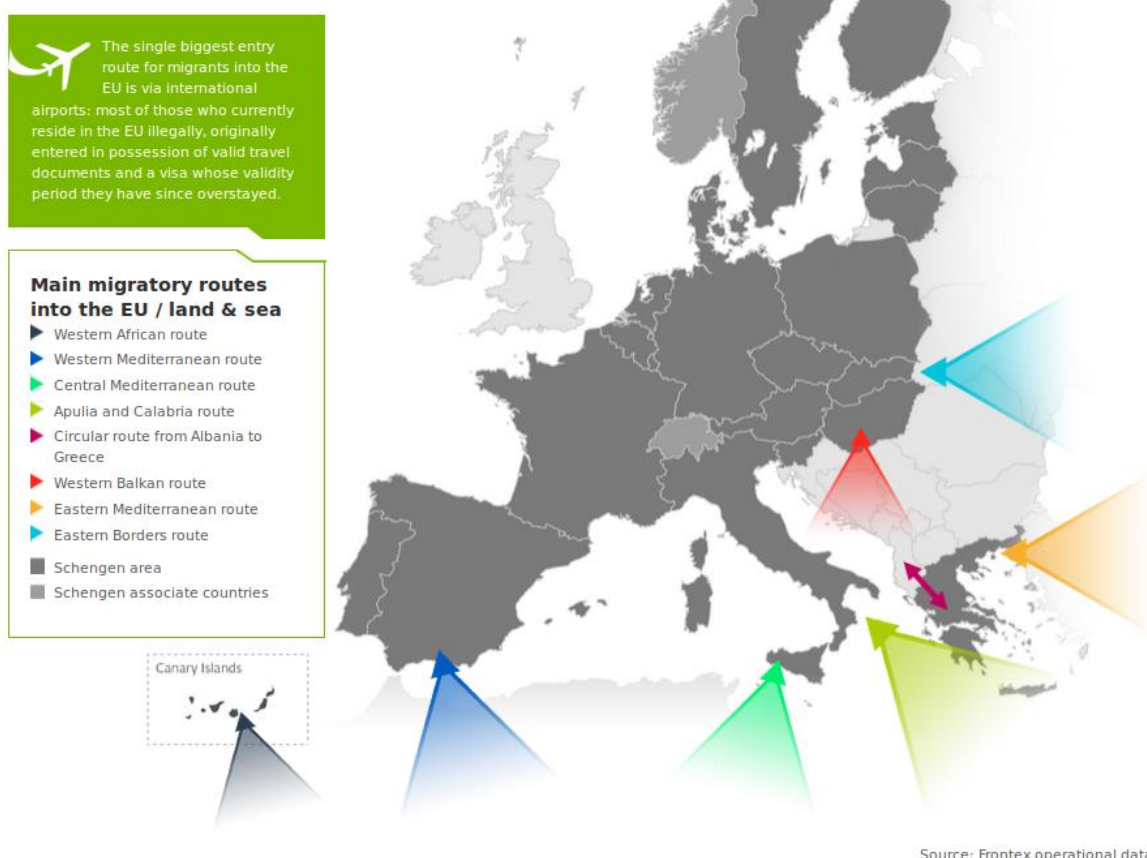 The single biggest entry
route for migrants into the
EU is via international
airports: most of those who currently
reside in the EU illegally, originally
entered in possession of valid travel
documents and a visa whose validity
period they have since overstayed.
Main migratory routes
into the EU / land & sea
Western African route
Western Mediterranean route
Central Mediterranean route
Apulia and Calabria route
Circular route from Albania to
Greece
Western Balkan route
Eastern Mediterranean route
Eastern Borders route
Schengen area
Schengen associate countries
Canary Islands
Source: Frontex operational data